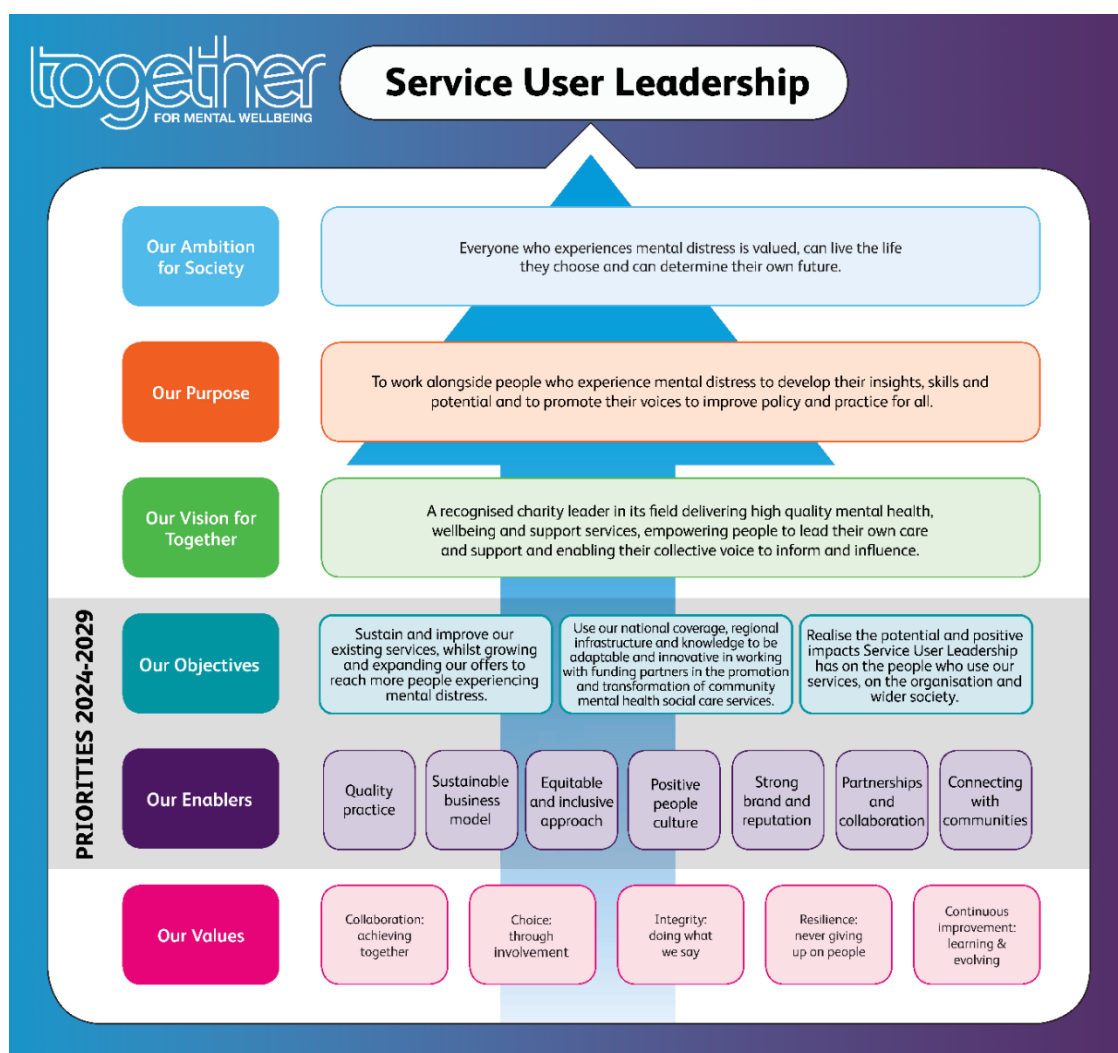 together
FOR MENTAL WELLBEING
Service User Leadership
Our Ambition
for Society
Everyone who experiences mental distress is valued, can live the life
they choose and can determine their own future.
Our Purpose
To work alongside people who experience mental distress to develop their insights, skills and
potential and to promote their voices to improve policy and practice for all.
Our Vision for
Together
A recognised charity leader in its field delivering high quality mental health,
wellbeing and support services, empowering people to lead their own care
and support and enabling their collective voice to inform and influence.
PRIORITIES 2024-2029
Our Objectives
Sustain and improve our
existing services, whilst growing
and expanding our offers to
reach more people experiencing
mental distress.
Use our national coverage, regional
infrastructure and knowledge to be
adaptable and innovative in working
with funding partners in the promotion
and transformation of community
mental health social care services.
Realise the potential and positive
impacts Service User Leadership
has on the people who use our
services, on the organisation and
wider society.
Our Enablers
Quality
practice
Sustainable
business
model
Equitable
and inclusive
approach
Positive
people
culture
Strong
brand and
reputation
Partnerships
and
collaboration
Connecting
with
communities
Our Values
Collaboration:
achieving
together
Choice:
through
involvement
Integrity:
doing what
we say
Resilience:
never giving
up on people
Continuous
improvement:
learning &
evolving